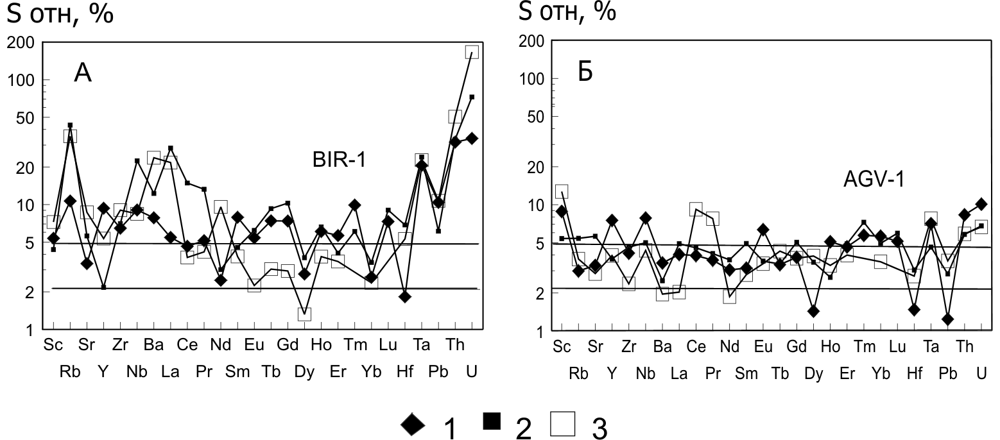 S отн, %
200
100
50
20
10
5
2
1
А
BIR-1
Sc Sr Zr Ba Ce Nd Eu Gd Ho Tm Lu Ta Th
Rb Y Nb La Pr Sm Tb Dy Er Yb Hf Pb U
S отн, %
200
100
50
20
10
5
2
1
Б
AGV-1
Sc Sr Zr Ba Ce Nd Eu Gd Ho Tm Lu Ta Th
Rb Y Nb La Pr Sm Tb Dy Er Yb Hf Pb U
1 2 3